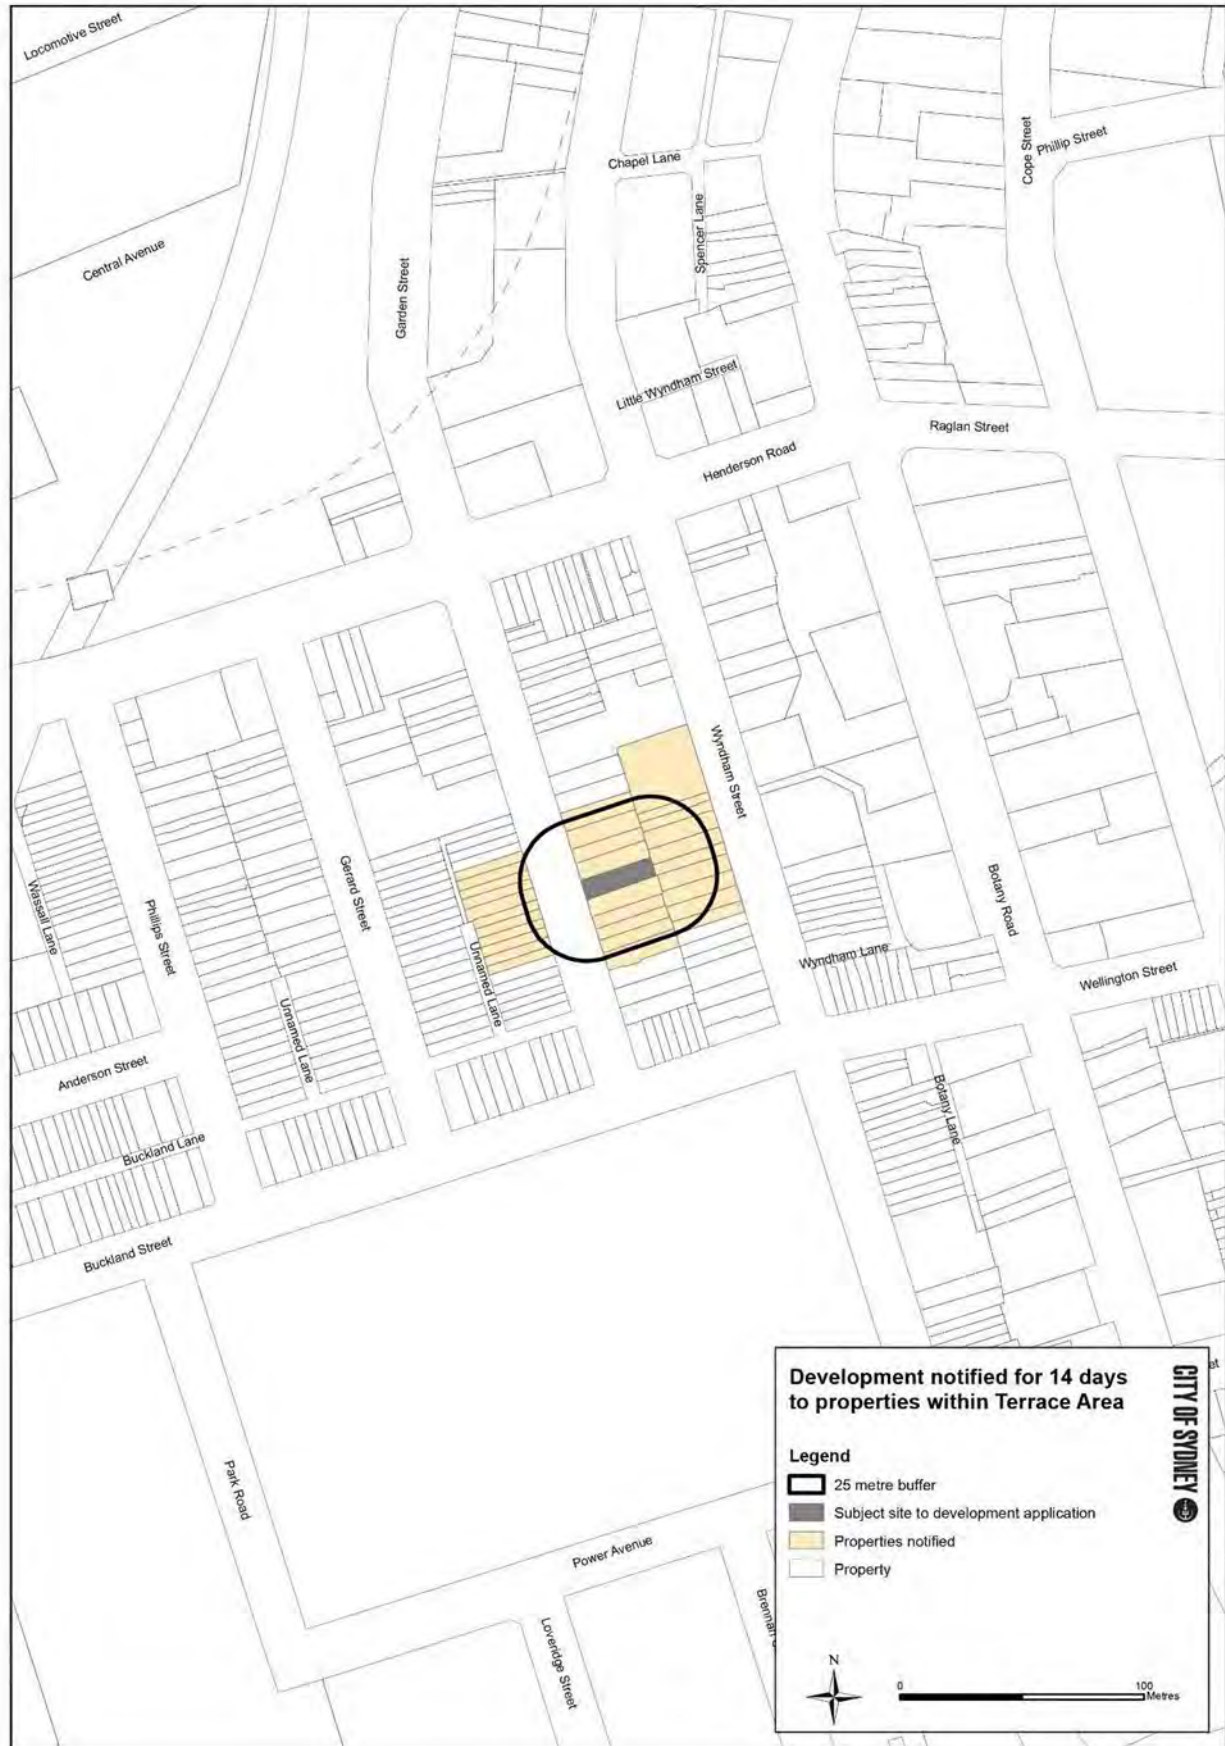 Locomotive Street
Cope Street
Phillip Street
Chapel Lane
Spencer Lane
Central Avenue
Garden Street
Little Wyndham Street
Raglan Street
Henderson Road
Wyndham Street
Gerard Street
Wassall Lane
Phillips Street
Botany Road
Unnamed Lane
Wyndham Lane
Wellington Street
Unnamed Lane
Anderson Street
Botany Lane
Buckland Lane
Buckland Street
Park Road
Power Avenue
Loveridge Street
Brennan
Development notified for 14 days
to properties within Terrace Area
CITY OF SYDNEY
Legend
25 metre buffer
Subject site to development application
Properties notified
Property
N
0
100
Metres